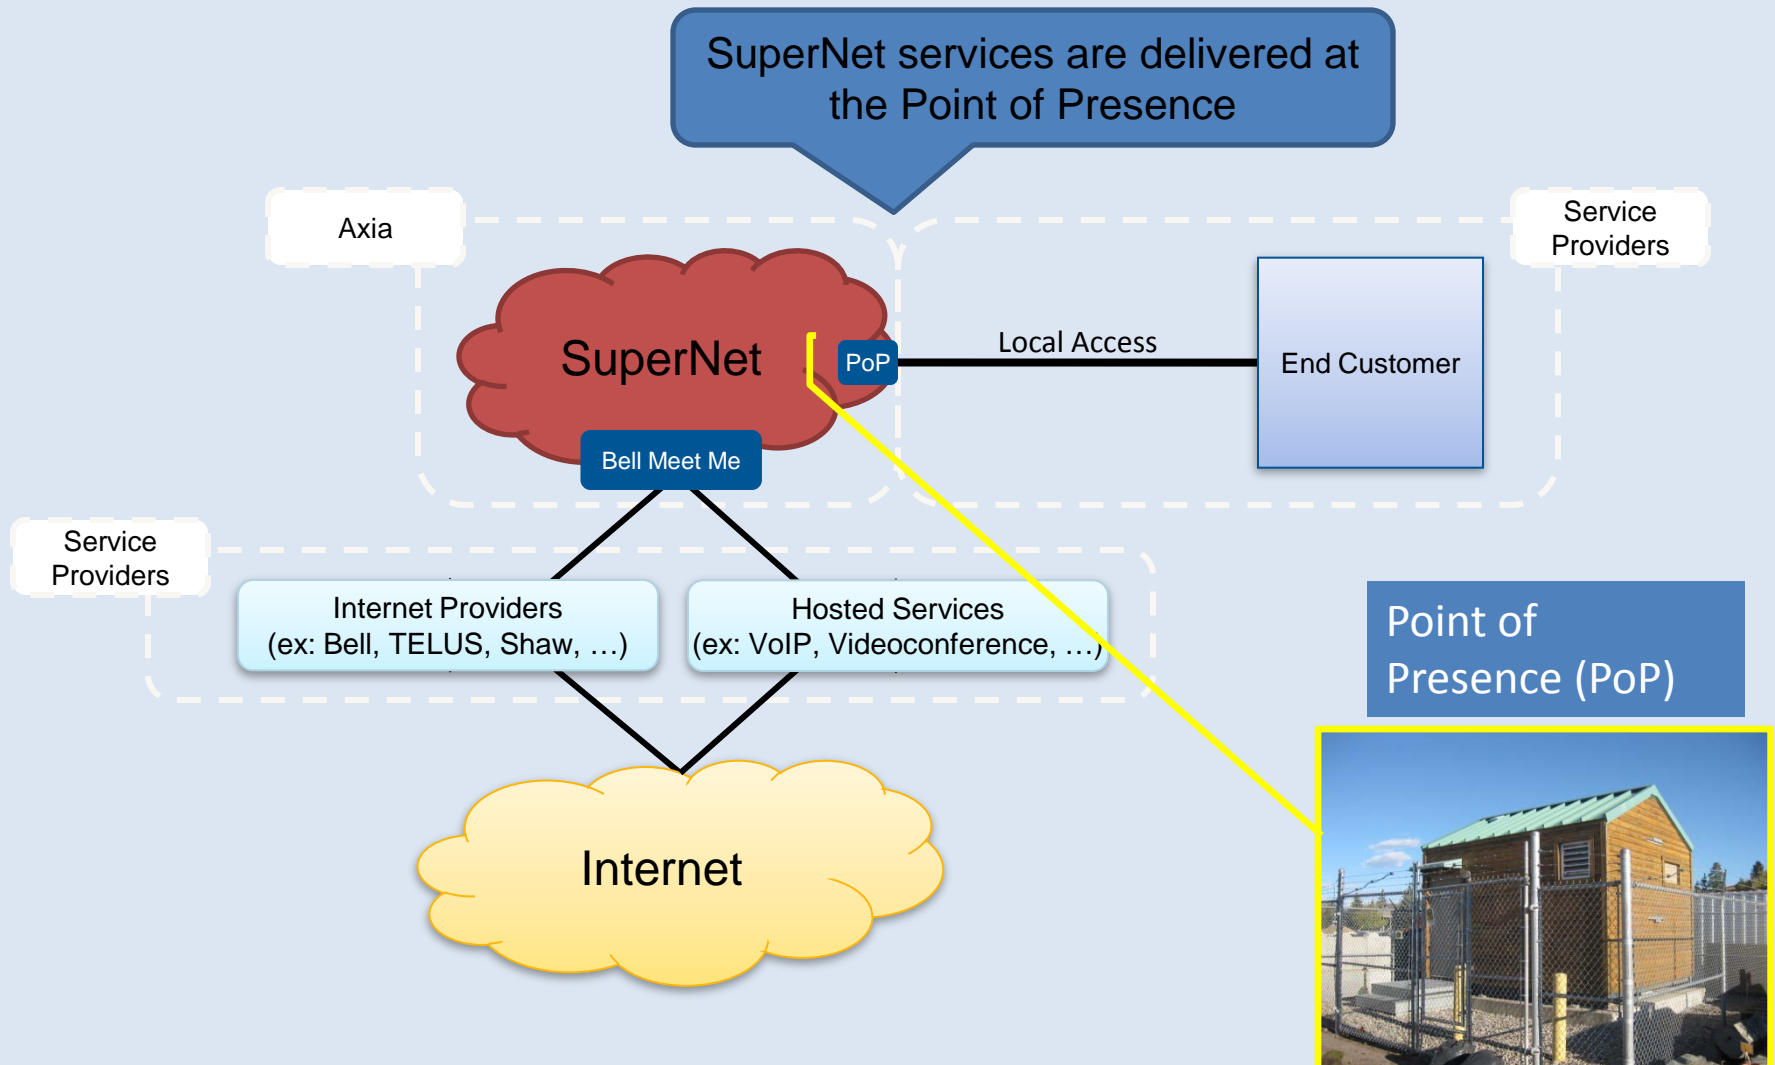 SuperNet services are delivered at
the Point of Presence
Axia
Service
Providers
SuperNet
PoP
Local Access
End Customer
Bell Meet Me
Service
Providers
Internet Providers
(ex: Bell, TELUS, Shaw, …)
Hosted Services
(ex: VoIP, Videoconference, …)
Point of
Presence (PoP)
Internet